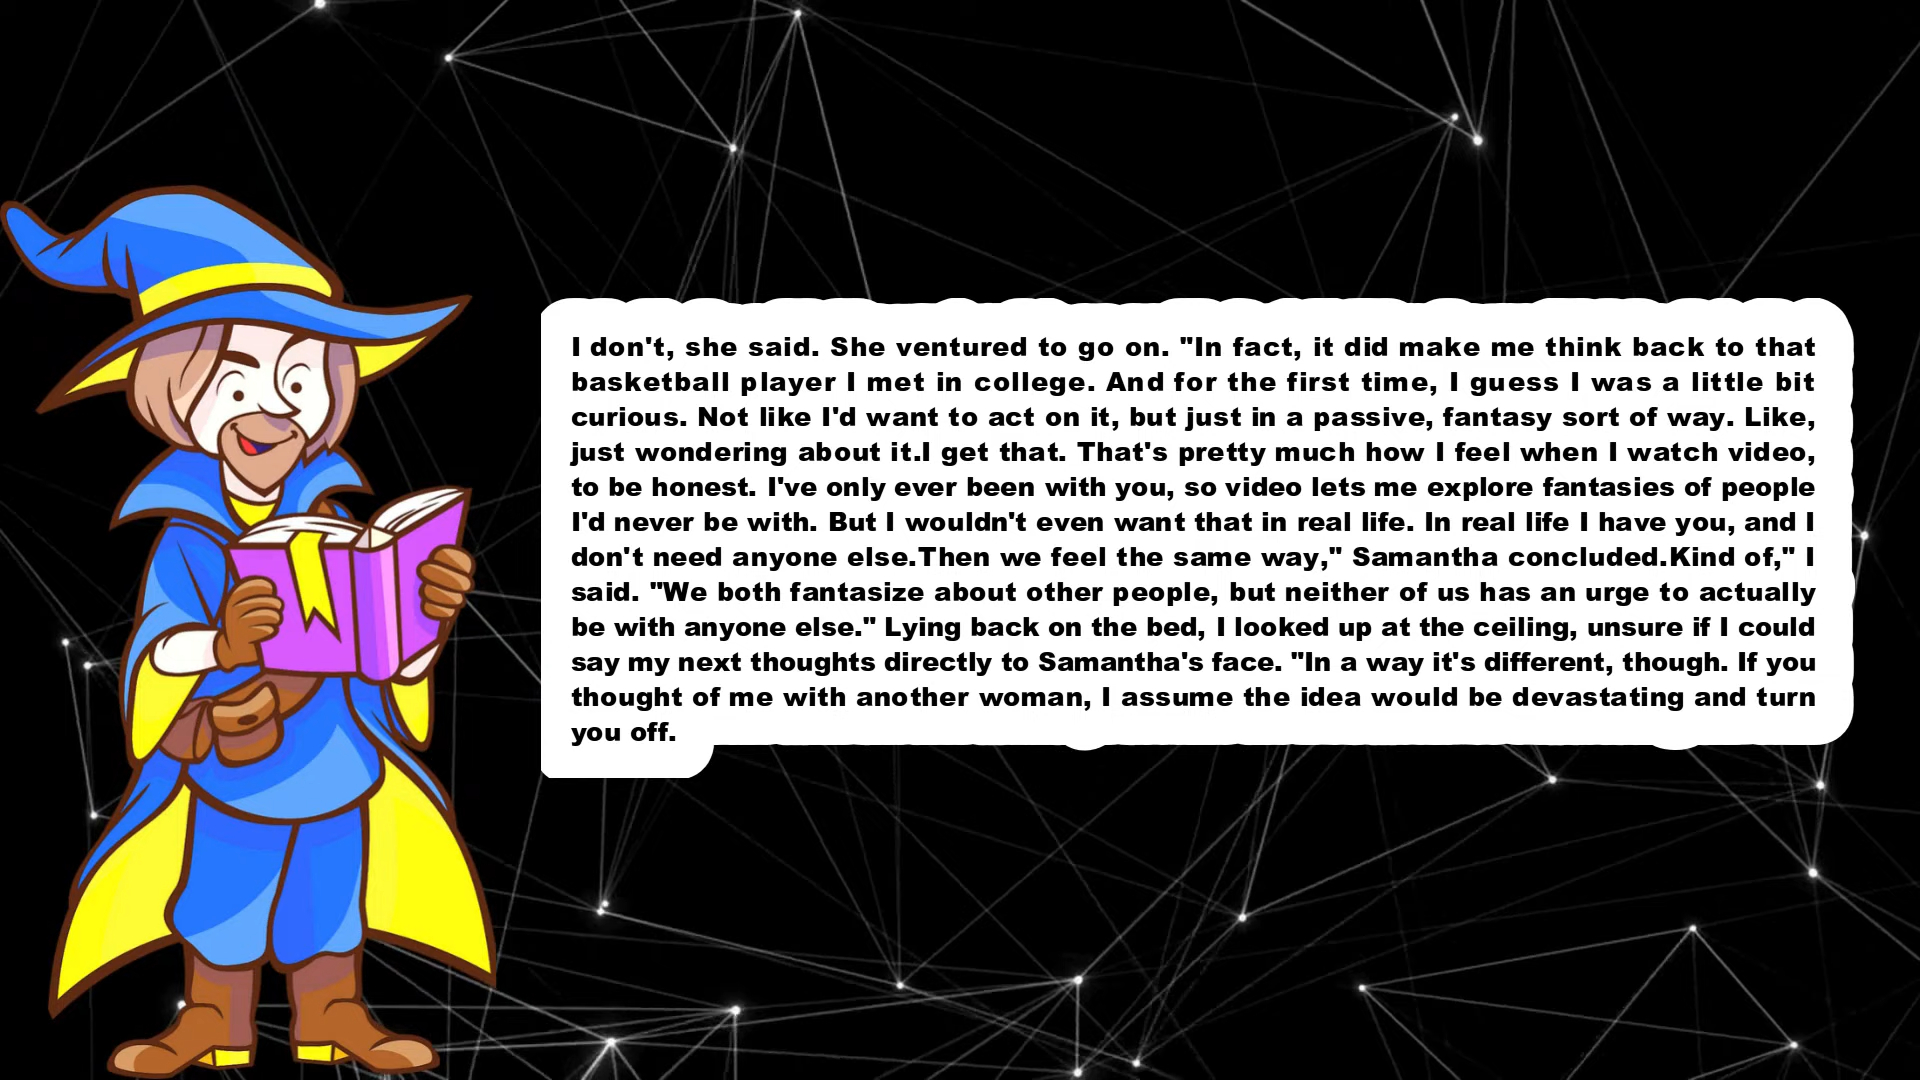 I don't, she said. She ventured to go on. "In fact, it did make me think back to that
basketball player I met in college. And for the first time, I guess I was a little bit
curious. Not like I'd want to act on it, but just in a passive, fantasy sort of way. Like,
just wondering about it.I get that. That's pretty much how I feel when I watch video,
to be honest. I've only ever been with you, so video lets me explore fantasies of people
I'd never be with. But I wouldn't even want that in real life. In real life I have you, and I
don't need anyone else.Then we feel the same way," Samantha concluded.Kind of," I
said. "We both fantasize about other people, but neither of us has an urge to actually
be with anyone else." Lying back on the bed, I looked up at the ceiling, unsure if I could
say my next thoughts directly to Samantha's face. "In a way it's different, though. If you
thought of me with another woman, I assume the idea would be devastating and turn
you off.